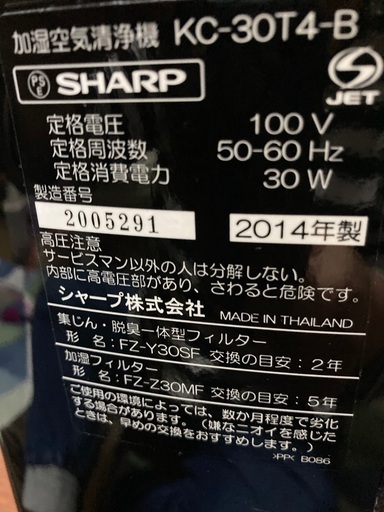 加湿空気清浄機 KC-30T4-B
PS E SHARP
JET
定格電圧 100 V
定格周波数 50-60 Hz
定格消費電力 30 W
製造番号
2005291 2014年製
高圧注意
サービスマン以外の人は分解しない。
内部に高電圧部があり、さわると危険です。
シャープ株式会社 MADE IN THAILAND
集じん・脱臭一体型フィルター
形 名：FZ-Y30SF 交換の目安：2年
加湿フィルター
形 名：FZ-Z30MF 交換の目安：5年
ご使用の環境によっては、数か月程度で劣化
する場合がありますが(嫌なニオイを感じた
ときは、早めの交換をおすすめします。)
>PP< B086